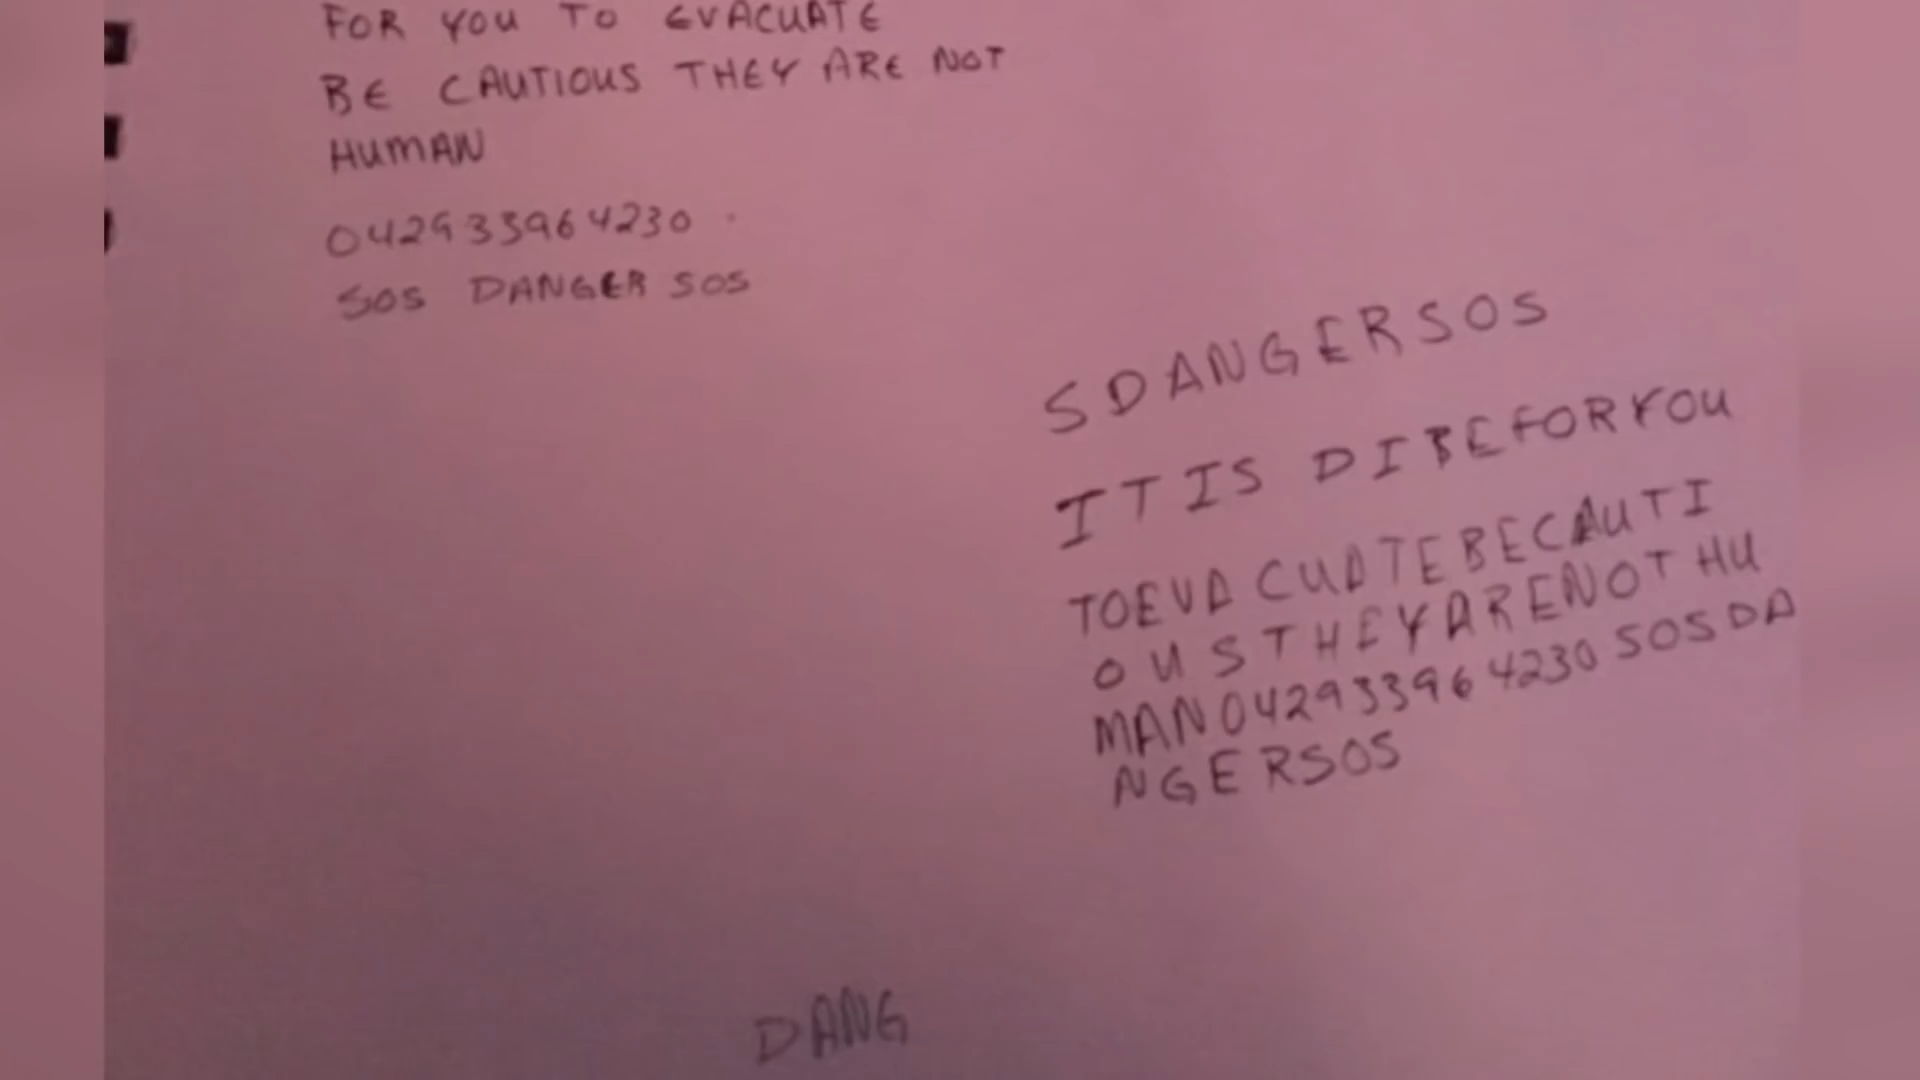 FOR YOU TO EVACUATE
BE CAUTIOUS THEY ARE NOT
HUMAN
042933964230
SOS DANGER SOS
SDANGERSOS
ITIS DIREFORYOU
TOEVACUATEBECAUTI
OUSTHEYARENOTHU
MAN042933964230SOSDA
NGERSOS
DANG